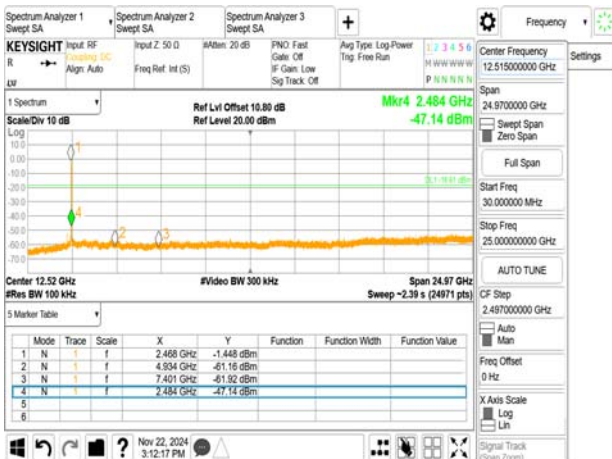 Spectrum Analyzer 1
Swept SA
Spectrum Analyzer 2
Swept SA
Spectrum Analyzer 3
Swept SA
+
Frequency
KEYSIGHT
R
Input: RF
Coupling: DC
Align: Auto
Input Z: 50 Ω
Freq Ref: Int (S)
#Atten: 20 dB
PNO: Fast
Gate: Off
IF Gain: Low
Sig Track: Off
Avg Type: Log-Power
Trig: Free Run
1 2 3 4 5 6
M W W W W W
P N N N N N
Center Frequency
12.515000000 GHz
Settings
Span
24.9700000 GHz
Swept Span
Zero Span
Full Span
Start Freq
30.000000 MHz
Stop Freq
25.000000000 GHz
AUTO TUNE
CF Step
2.497000000 GHz
Auto
Man
Freq Offset
0 Hz
X Axis Scale
Log
Lin
Signal Track
(Span Zoom)
1 Spectrum
Scale/Div 10 dB
Ref Lvl Offset 10.80 dB
Ref Level 20.00 dBm
Mkr4 2.484 GHz
-47.14 dBm
Log
10.0
0.00
-10.0
-20.0
-30.0
-40.0
-50.0
-60.0
-70.0
1
4
2
3
Center 12.52 GHz
#Res BW 100 kHz
#Video BW 300 kHz
Span 24.97 GHz
Sweep ~2.39 s (24971 pts)
5 Marker Table
Mode Trace Scale X Y Function Function Width Function Value
1 N 1 f 2.468 GHz -1.448 dBm
2 N 1 f 4.934 GHz -61.16 dBm
3 N 1 f 7.401 GHz -61.92 dBm
4 N 1 f 2.484 GHz -47.14 dBm
5
6
?
Nov 22, 2024
3:12:17 PM